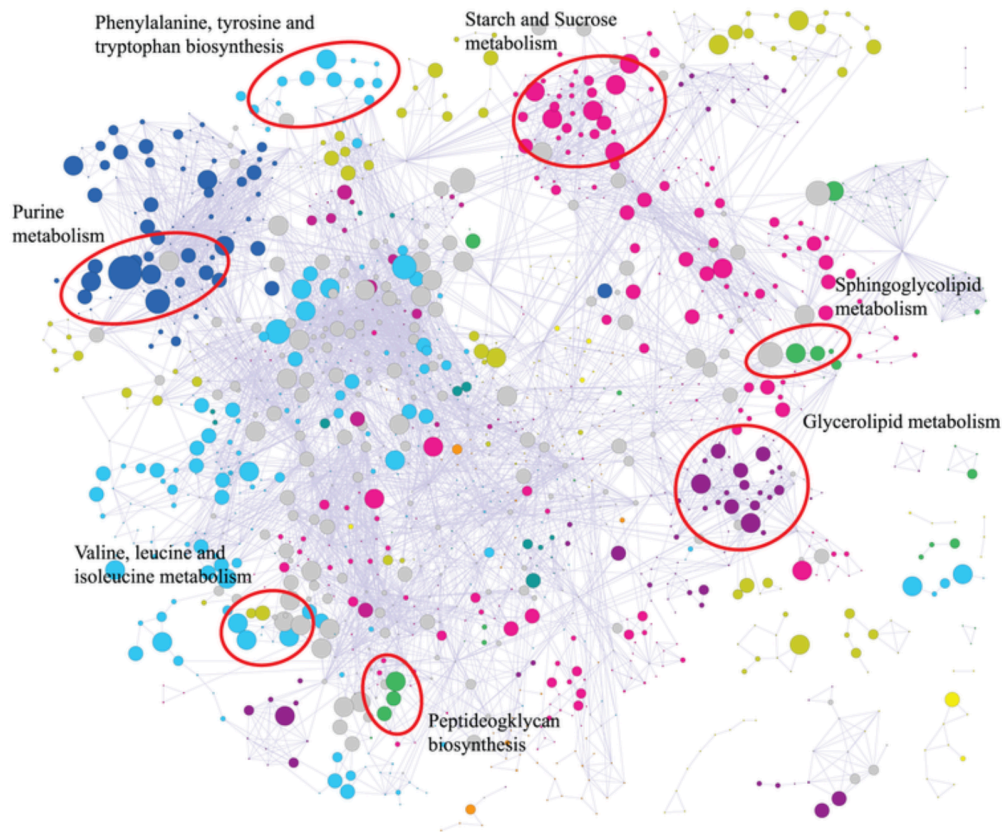 Phenylalanine, tyrosine and
tryptophan biosynthesis
Starch and Sucrose
metabolism
Purine
metabolism
Sphingoglycolipid
metabolism
Glycerolipid metabolism
Valine, leucine and
isoleucine metabolism
Peptideogklycan
biosynthesis